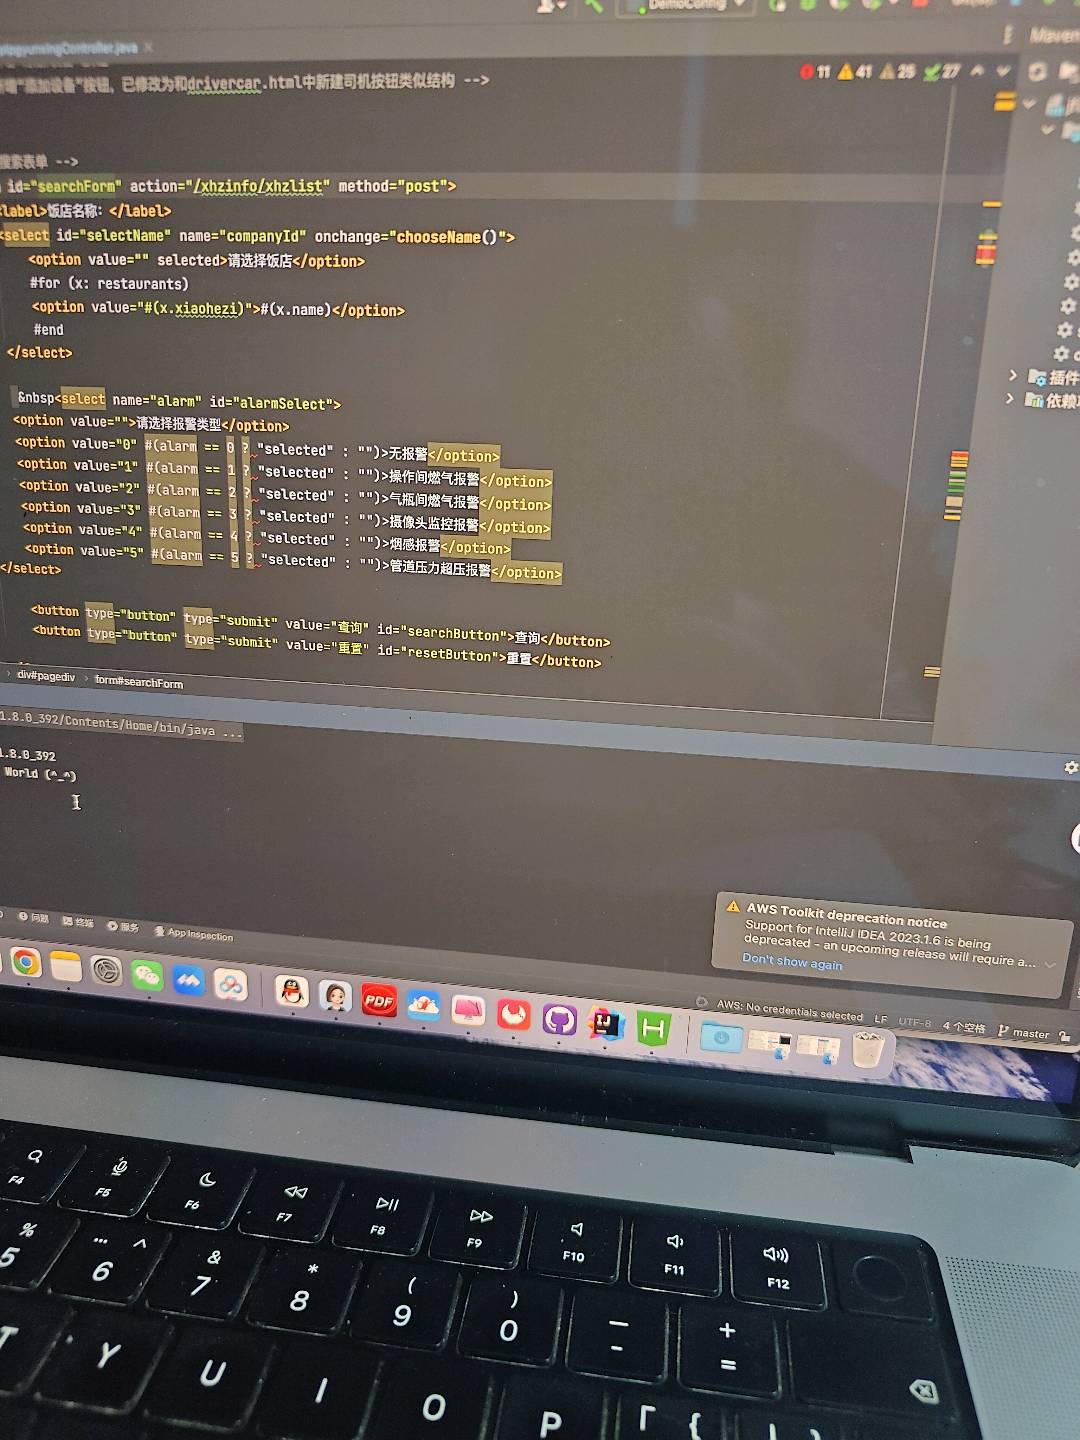 DemoConfig
Controller.java
Maven
增"添加设备"按钮，已修改为和drivercar.html中新建司机按钮类似结构 -->
11 41 25 27
搜索表单 -->
id="searchForm" action="/xhzinfo/xhzlist" method="post">
<label>饭店名称：</label>
<select id="selectName" name="companyId" onchange="chooseName()">
<option value="" selected>请选择饭店</option>
#for (x: restaurants)
<option value="#(x.xiaohezi)">#(x.name)</option>
#end
</select>
插件
依赖
&nbsp<select name="alarm" id="alarmSelect">
<option value="">请选择报警类型</option>
<option value="0" #(alarm == 0 ? "selected" : "")>无报警</option>
<option value="1" #(alarm == 1 ? "selected" : "")>操作间燃气报警</option>
<option value="2" #(alarm == 2 ? "selected" : "")>气瓶间燃气报警</option>
<option value="3" #(alarm == 3 ? "selected" : "")>摄像头监控报警</option>
<option value="4" #(alarm == 4 ? "selected" : "")>烟感报警</option>
<option value="5" #(alarm == 5 ? "selected" : "")>管道压力超压报警</option>
</select>
<button type="button" type="submit" value="查询" id="searchButton">查询</button>
<button type="button" type="submit" value="重置" id="resetButton">重置</button>
div#pagediv > form#searchForm
1.8.0_392/Contents/Home/bin/java ...
1.8.0_392
World (^_^)
AWS Toolkit deprecation notice
Support for IntelliJ IDEA 2023.1.6 is being
deprecated - an upcoming release will require a...
Don't show again
问题 终端 服务 App Inspection
AWS: No credentials selected LF UTF-8 4 个空格 master
PDF
IJ
H
F4 F5 F6 F7 F8 F9 F10 F11 F12
% ^ & * ( ) — +
5 6 7 8 9 0 - =
T Y U I O P {